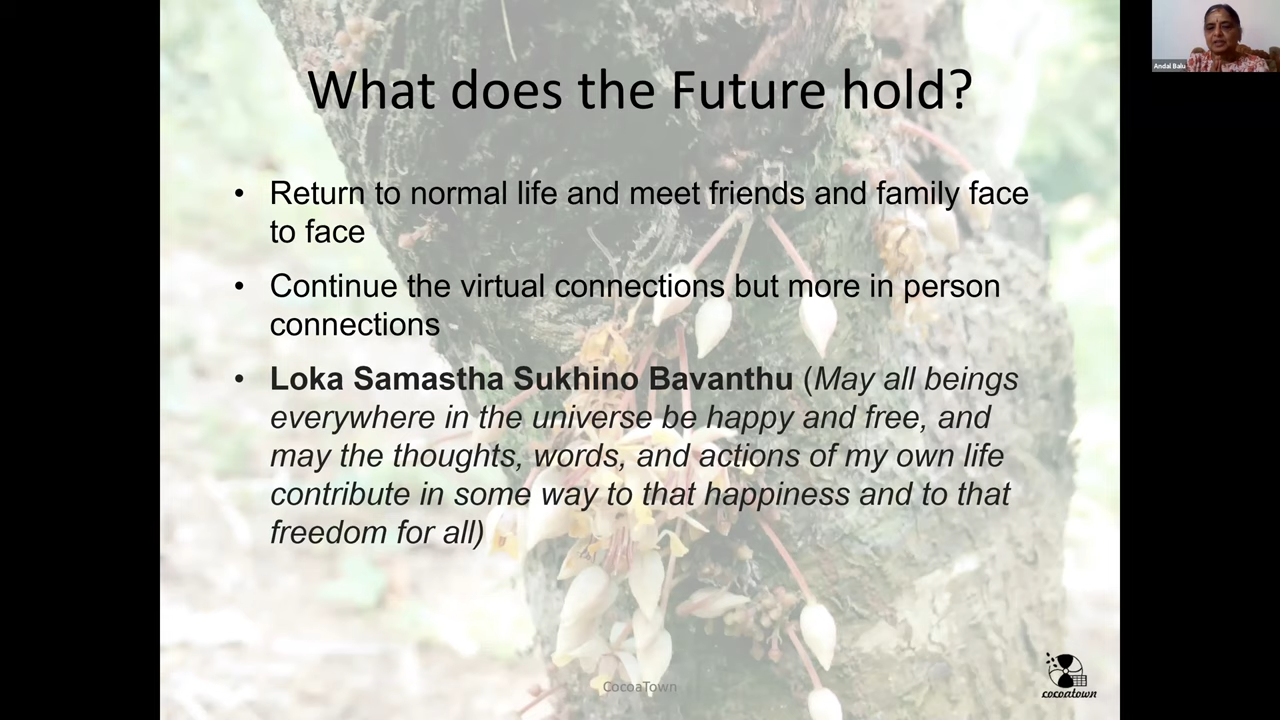 What does the Future hold?
Andal Balu
• Return to normal life and meet friends and family face
to face
• Continue the virtual connections but more in person
connections
• Loka Samastha Sukhino Bavanthu (May all beings
everywhere in the universe be happy and free, and
may the thoughts, words, and actions of my own life
contribute in some way to that happiness and to that
freedom for all)
CocoaTown
cocoatown